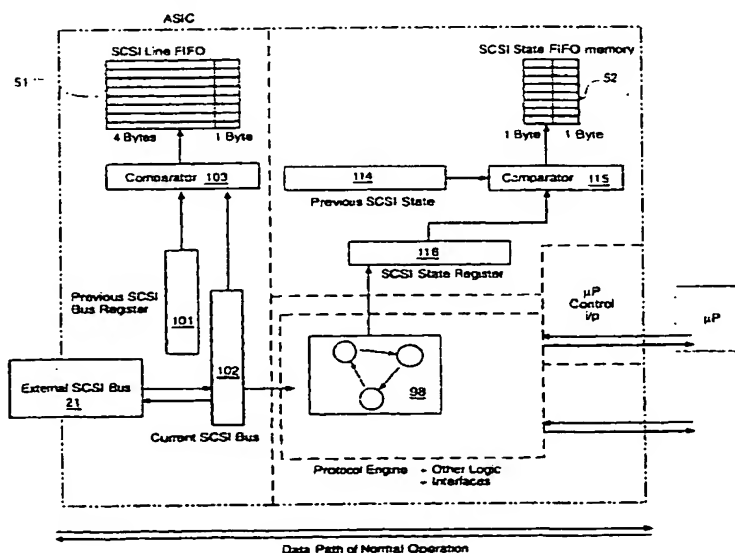 ASIC
SCSI Line FIFO
51
4 Bytes
1 Byte
SCSI State FIFO memory
52
1 Byte
1 Byte
Comparator 103
114
Previous SCSI State
Comparator 115
116
SCSI State Register
Previous SCSI
Bus Register
101
102
External SCSI Bus
21
Current SCSI Bus
98
µP
Control
i/p
µP
Protocol Engine + Other Logic
+ Interfaces
Data Path of Normal Operation